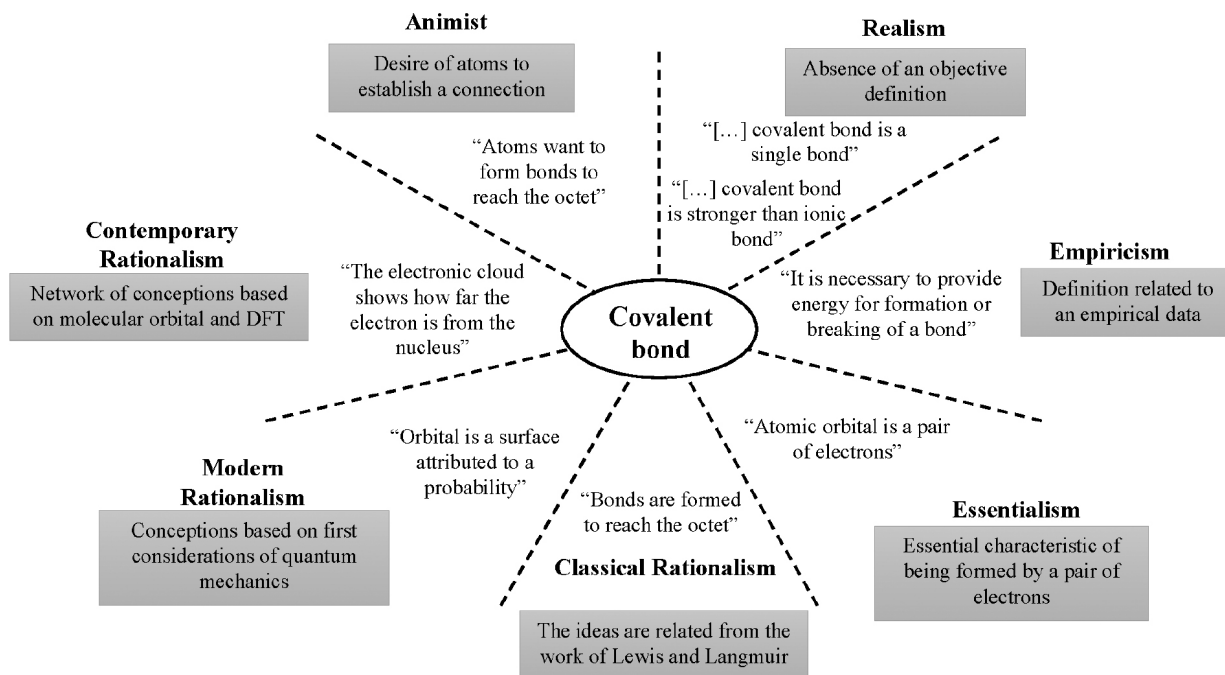 Animist
Desire of atoms to
establish a connection
“Atoms want to
form bonds to
reach the octet”
Realism
Absence of an objective
definition
“[…] covalent bond is a
single bond”
“[…] covalent bond
is stronger than ionic
bond”
Contemporary
Rationalism
Network of conceptions based
on molecular orbital and DFT
“The electronic cloud
shows how far the
electron is from the
nucleus”
Covalent
bond
Empiricism
Definition related to
an empirical data
“It is necessary to provide
energy for formation or
breaking of a bond”
Modern
Rationalism
Conceptions based on first
considerations of quantum
mechanics
“Orbital is a surface
attributed to a
probability”
“Bonds are formed
to reach the octet”
Classical Rationalism
The ideas are related from the
work of Lewis and Langmuir
“Atomic orbital is a pair
of electrons”
Essentialism
Essential characteristic of
being formed by a pair of
electrons